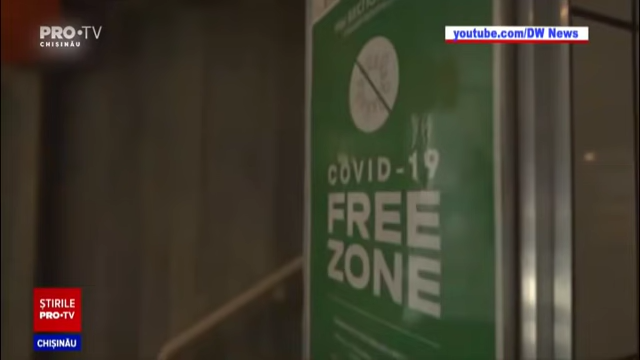 PRO•TV
CHIȘINĂU
youtube.com/DW News
COVID-19
FREE
ZONE
ȘTIRILE
PRO•TV
CHIȘINĂU